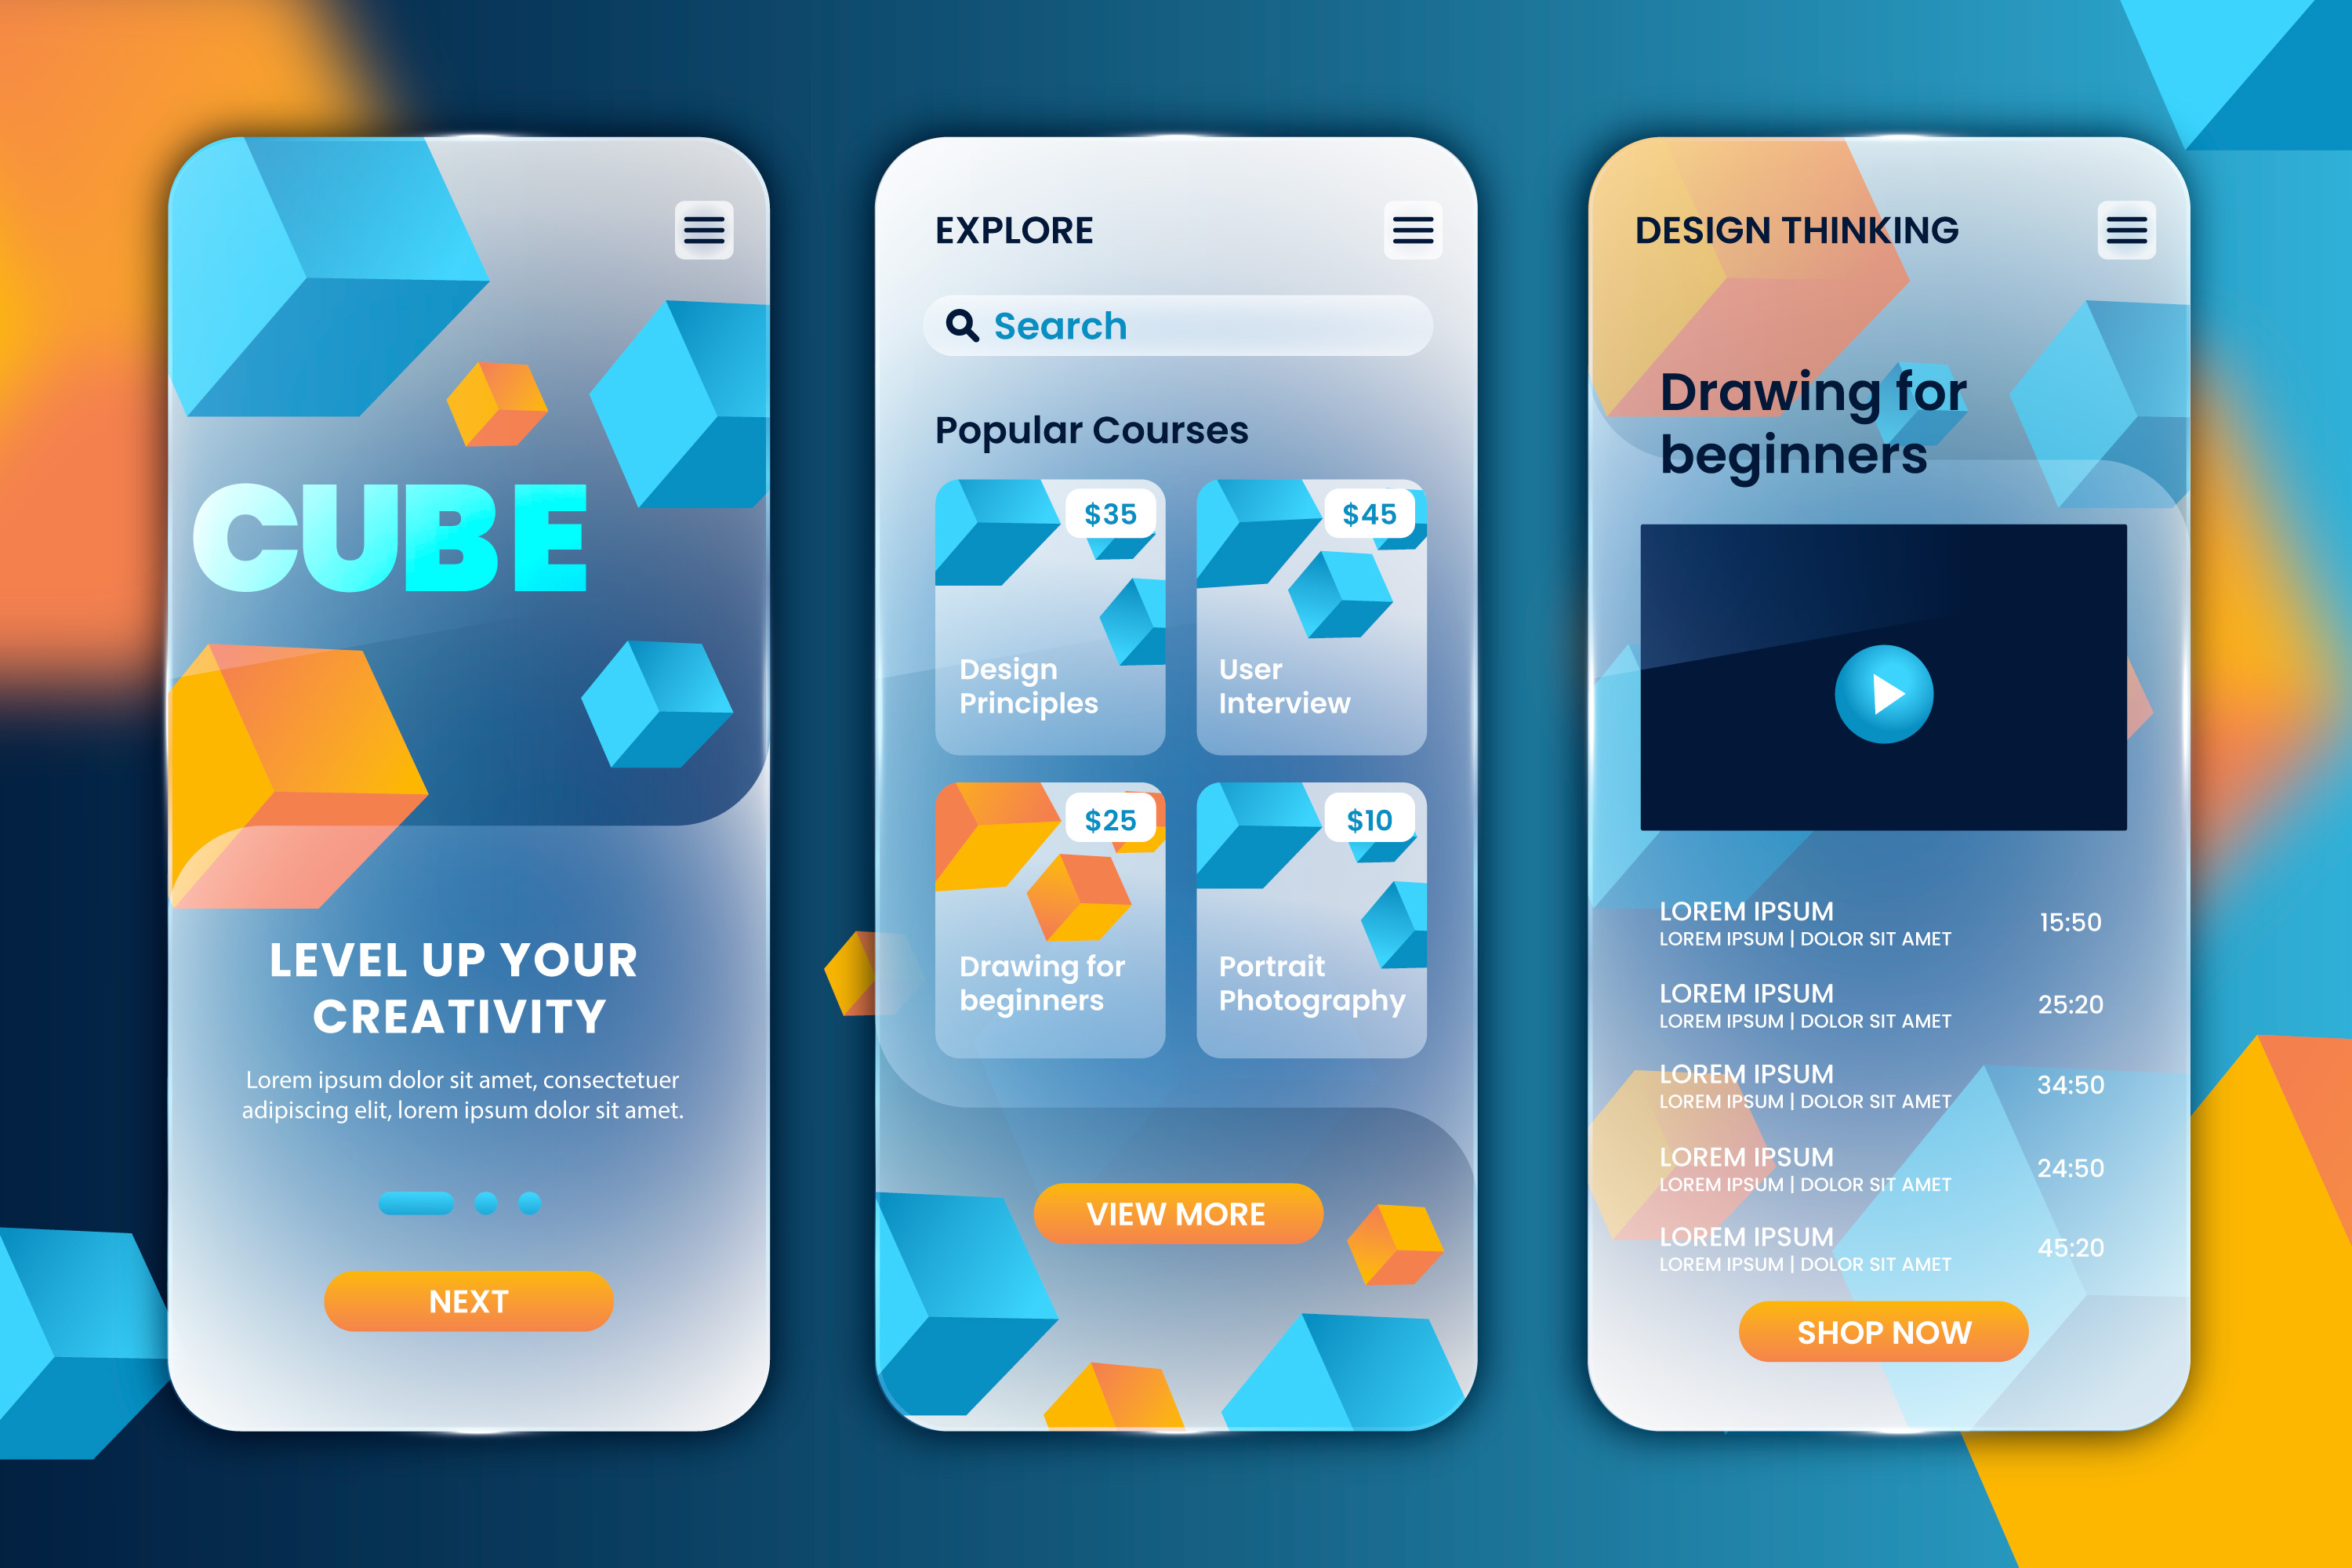 CUBE
LEVEL UP YOUR
CREATIVITY
Lorem ipsum dolor sit amet, consectetuer
adipiscing elit, lorem ipsum dolor sit amet.
NEXT
EXPLORE
Search
Popular Courses
$35
Design
Principles
$45
User
Interview
$25
Drawing for
beginners
$10
Portrait
Photography
VIEW MORE
DESIGN THINKING
Drawing for
beginners
LOREM IPSUM
LOREM IPSUM | DOLOR SIT AMET
15:50
LOREM IPSUM
LOREM IPSUM | DOLOR SIT AMET
25:20
LOREM IPSUM
LOREM IPSUM | DOLOR SIT AMET
34:50
LOREM IPSUM
LOREM IPSUM | DOLOR SIT AMET
24:50
LOREM IPSUM
LOREM IPSUM | DOLOR SIT AMET
45:20
SHOP NOW